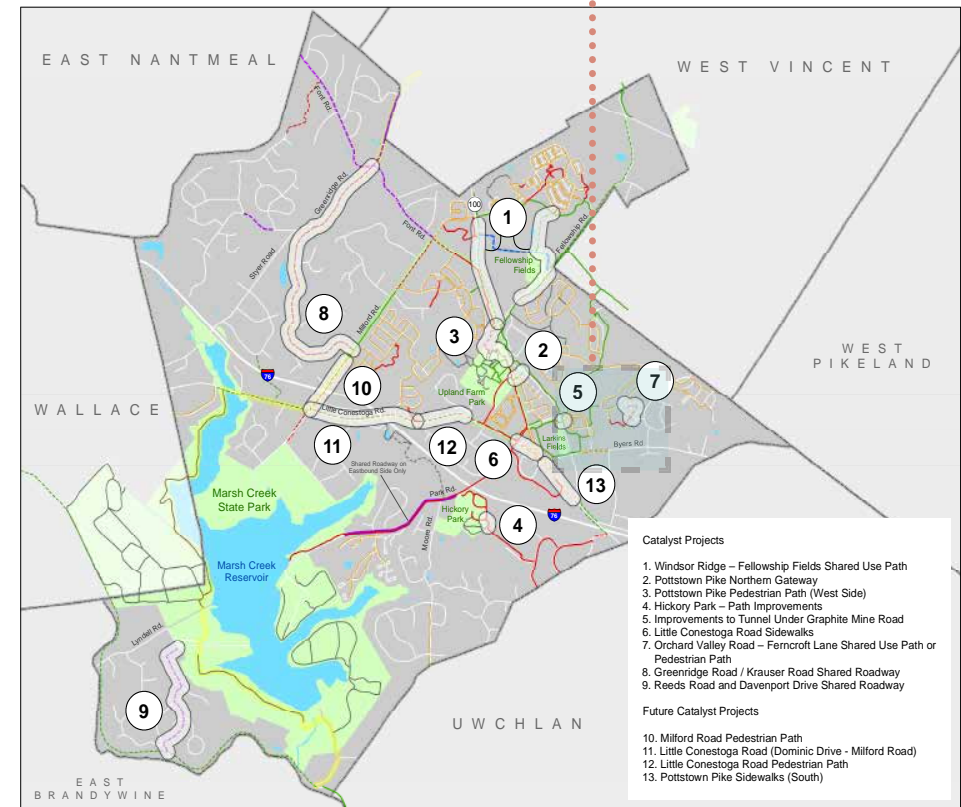 EAST NANTMEAL
WEST VINCENT
Font Rd.
Greenridge Rd.
100
1
Font Rd.
Fellowship Rd.
Styer Road
Fellowship
Fields
8
Milford Rd.
3
2
WEST
PIKELAND
76
10
5
7
Upland Farm
Park
WALLACE
Little Conestoga Rd.
11
12
6
Larkins
Fields
Byers Rd
Shared Roadway on
Eastbound Side Only
13
Marsh Creek
State Park
Park Rd.
Hickory
Park
Moore Rd.
4
76
Marsh Creek
Reservoir
Lyndell Rd.
9
UWCHLAN
EAST
BRANDYWINE
Catalyst Projects
1. Windsor Ridge – Fellowship Fields Shared Use Path
2. Pottstown Pike Northern Gateway
3. Pottstown Pike Pedestrian Path (West Side)
4. Hickory Park – Path Improvements
5. Improvements to Tunnel Under Graphite Mine Road
6. Little Conestoga Road Sidewalks
7. Orchard Valley Road – Ferncroft Lane Shared Use Path or
Pedestrian Path
8. Greenridge Road / Krauser Road Shared Roadway
9. Reeds Road and Davenport Drive Shared Roadway
Future Catalyst Projects
10. Milford Road Pedestrian Path
11. Little Conestoga Road (Dominic Drive - Milford Road)
12. Little Conestoga Road Pedestrian Path
13. Pottstown Pike Sidewalks (South)